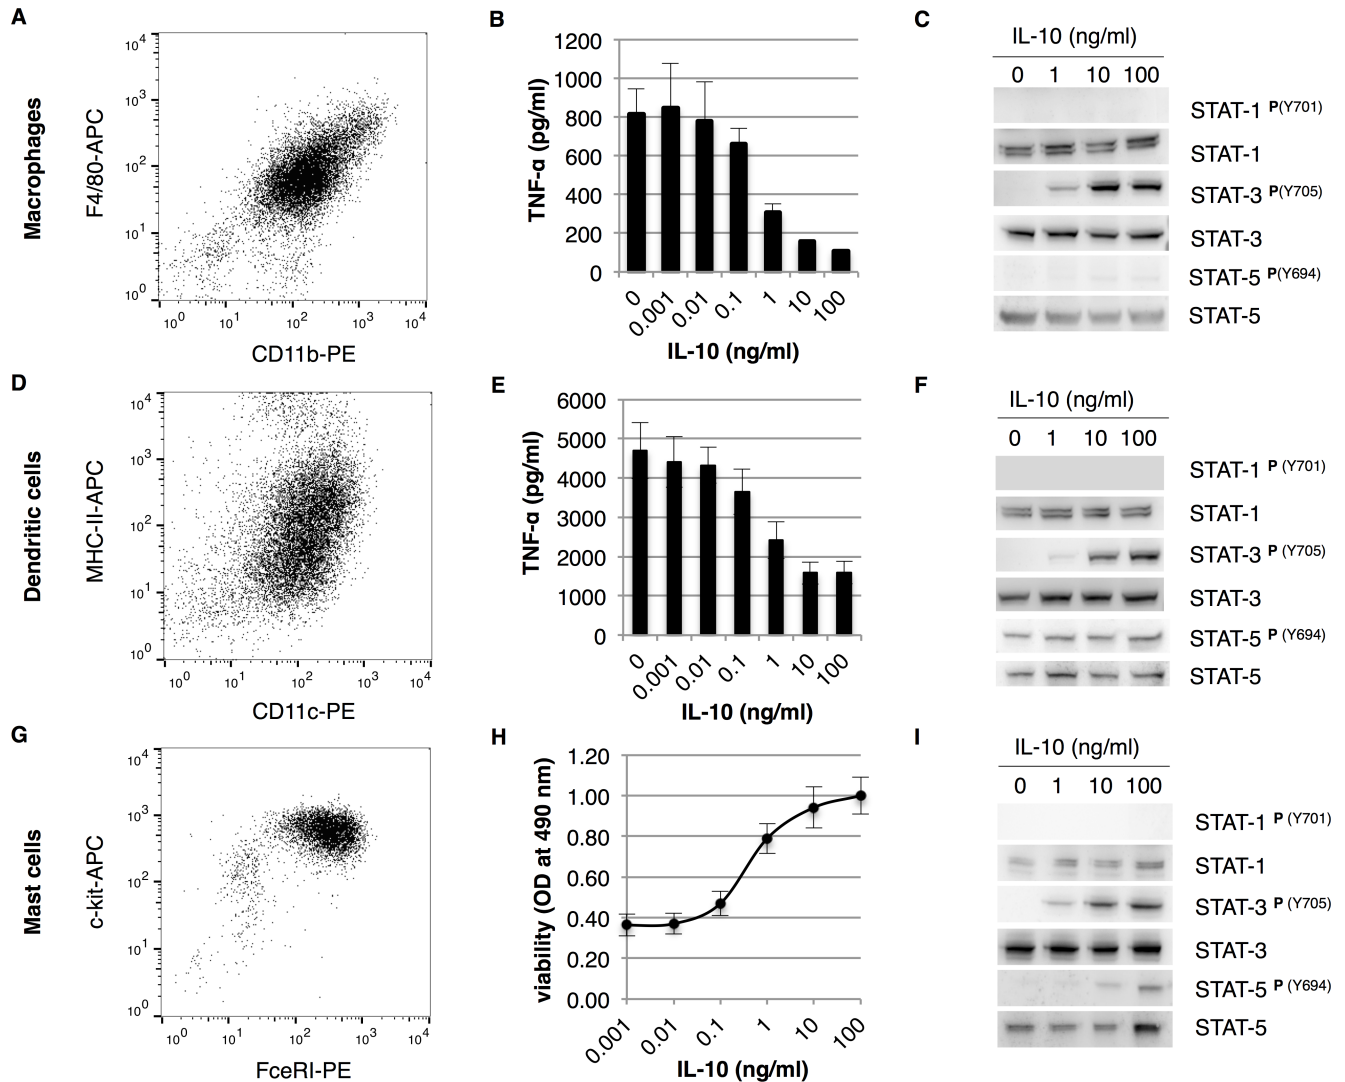 A
Macrophages
F4/80-APC
10^4
10^3
10^2
10^1
10^0
10^0 10^1 10^2 10^3 10^4
CD11b-PE
B
TNF-α (pg/ml)
1200
1000
800
600
400
200
0
0 0.001 0.01 0.1 1 10 100
IL-10 (ng/ml)
C
IL-10 (ng/ml)
0 1 10 100
STAT-1 P(Y701)
STAT-1
STAT-3 P(Y705)
STAT-3
STAT-5 P(Y694)
STAT-5
D
Dendritic cells
MHC-II-APC
10^4
10^3
10^2
10^1
10^0
10^0 10^1 10^2 10^3 10^4
CD11c-PE
E
TNF-α (pg/ml)
6000
5000
4000
3000
2000
1000
0
0 0.001 0.01 0.1 1 10 100
IL-10 (ng/ml)
F
IL-10 (ng/ml)
0 1 10 100
STAT-1 P (Y701)
STAT-1
STAT-3 P (Y705)
STAT-3
STAT-5 P (Y694)
STAT-5
G
Mast cells
c-kit-APC
10^4
10^3
10^2
10^1
10^0
10^0 10^1 10^2 10^3 10^4
FceRI-PE
H
viability (OD at 490 nm)
1.20
1.00
0.80
0.60
0.40
0.20
0.00
0.001 0.01 0.1 1 10 100
IL-10 (ng/ml)
I
IL-10 (ng/ml)
0 1 10 100
STAT-1 P (Y701)
STAT-1
STAT-3 P (Y705)
STAT-3
STAT-5 P (Y694)
STAT-5